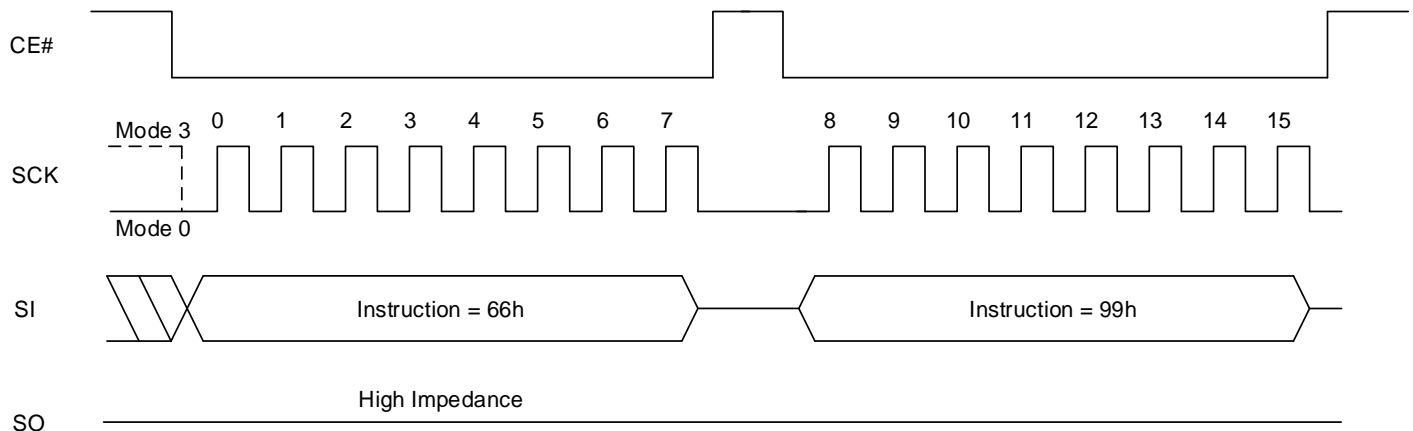 CE#
Mode 3
0 1 2 3 4 5 6 7 8 9 10 11 12 13 14 15
SCK
Mode 0
SI
Instruction = 66h
Instruction = 99h
High Impedance
SO